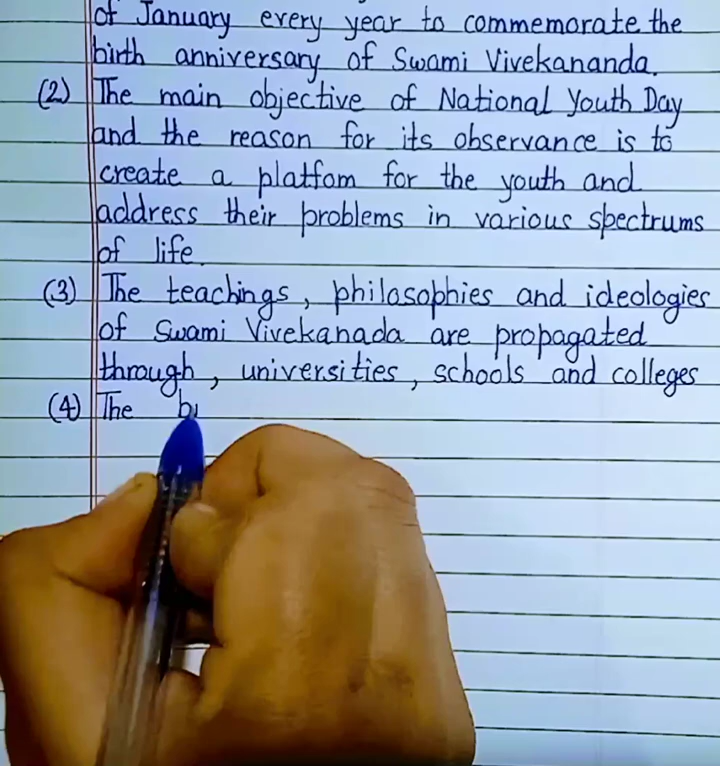 of January every year to commemorate the
birth anniversary of Swami Vivekananda.
(2) The main objective of National Youth Day
and the reason for its observance is to
create a platfom for the youth and
address their problems in various spectrums
of life.
(3) The teachings, philasophies and ideologies
of Swami Vivekanada are propagated
through, universities, schools and colleges
(4) The